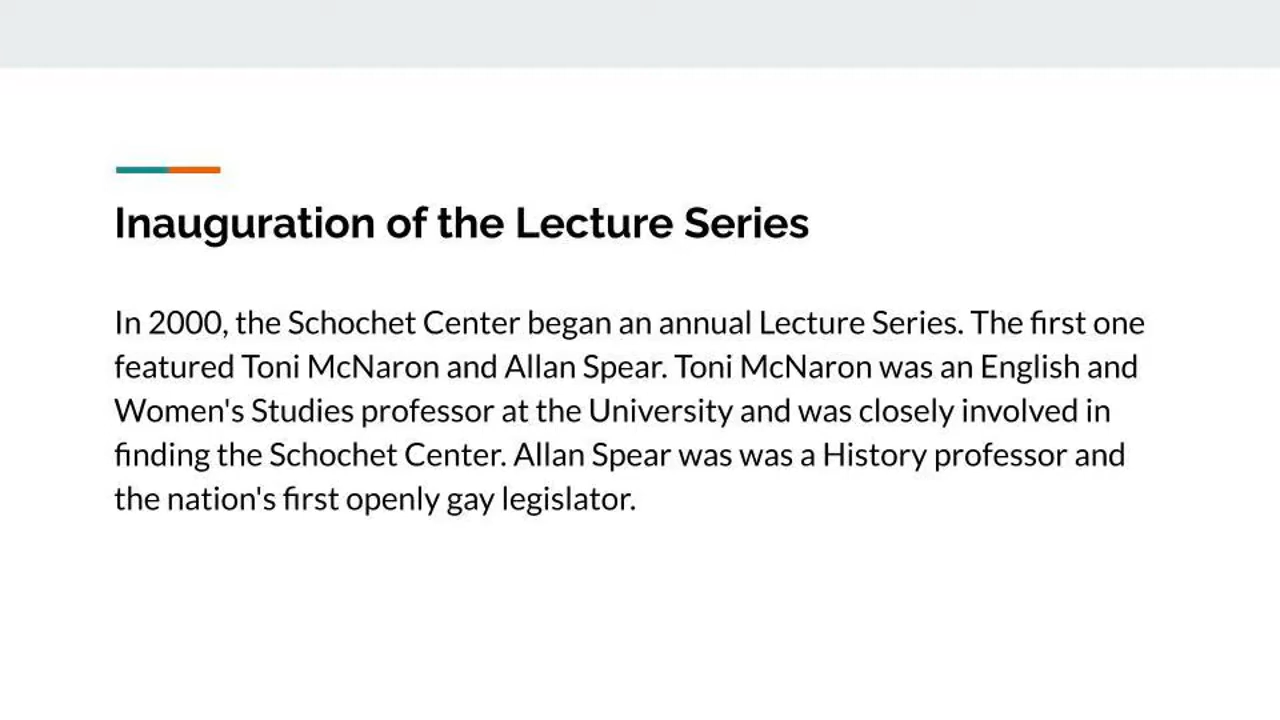 Inauguration of the Lecture Series
In 2000, the Schochet Center began an annual Lecture Series. The first one
featured Toni McNaron and Allan Spear. Toni McNaron was an English and
Women's Studies professor at the University and was closely involved in
finding the Schochet Center. Allan Spear was was a History professor and
the nation's first openly gay legislator.